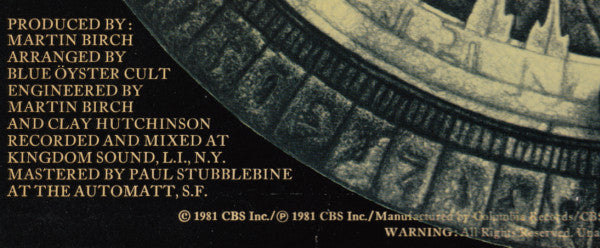 PRODUCED BY:
MARTIN BIRCH
ARRANGED BY
BLUE ÖYSTER CULT
ENGINEERED BY
MARTIN BIRCH
AND CLAY HUTCHINSON
RECORDED AND MIXED AT
KINGDOM SOUND, L.I., N.Y.
MASTERED BY PAUL STUBBLEBINE
AT THE AUTOMATT, S.F.
© 1981 CBS Inc./℗ 1981 CBS Inc./Manufactured by Columbia Records/CBS
WARNING: All Rights Reserved.